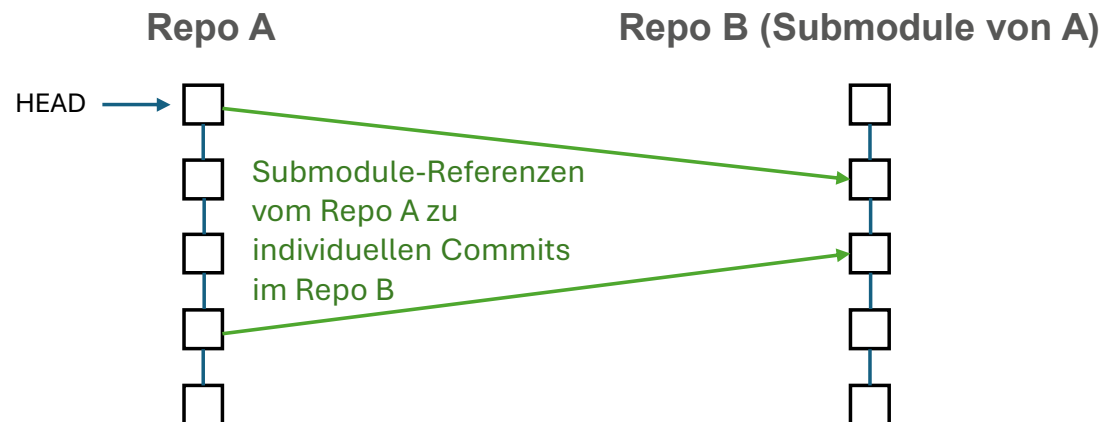 Repo A
Repo B (Submodule von A)
HEAD
Submodule-Referenzen
vom Repo A zu
individuellen Commits
im Repo B